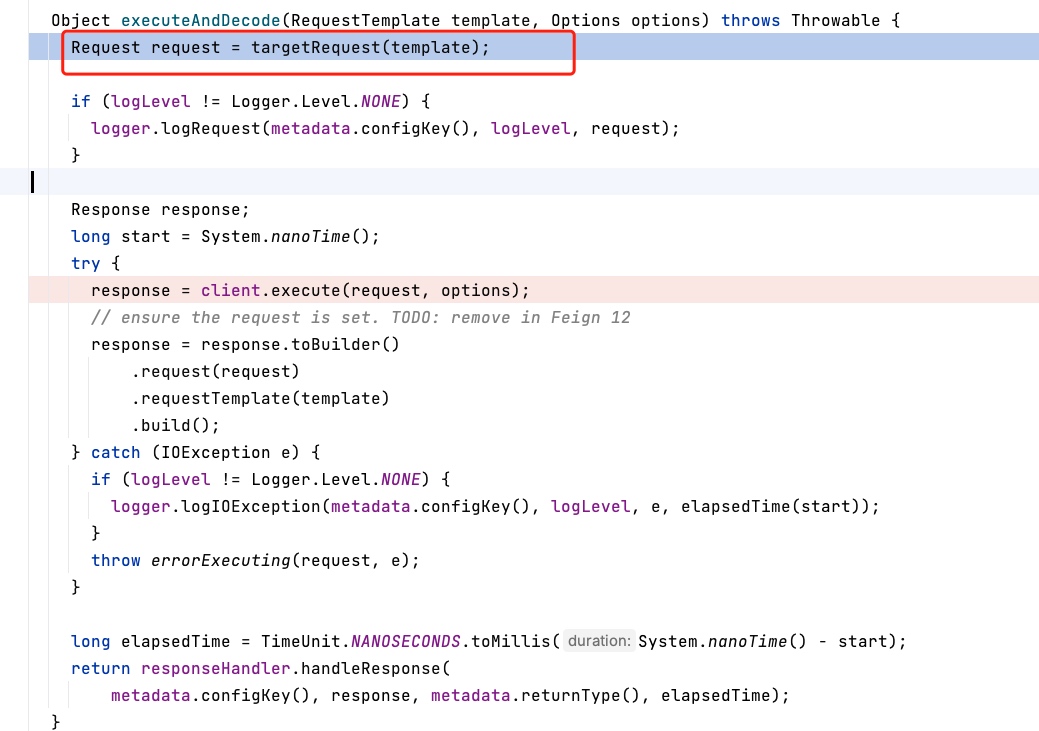 Object executeAndDecode(RequestTemplate template, Options options) throws Throwable {
Request request = targetRequest(template);
if (logLevel != Logger.Level.NONE) {
logger.logRequest(metadata.configKey(), logLevel, request);
}
Response response;
long start = System.nanoTime();
try {
response = client.execute(request, options);
// ensure the request is set. TODO: remove in Feign 12
response = response.toBuilder()
.request(request)
.requestTemplate(template)
.build();
} catch (IOException e) {
if (logLevel != Logger.Level.NONE) {
logger.logIOException(metadata.configKey(), logLevel, e, elapsedTime(start));
}
throw errorExecuting(request, e);
}
long elapsedTime = TimeUnit.NANOSECONDS.toMillis( duration: System.nanoTime() - start);
return responseHandler.handleResponse(
metadata.configKey(), response, metadata.returnType(), elapsedTime);
}